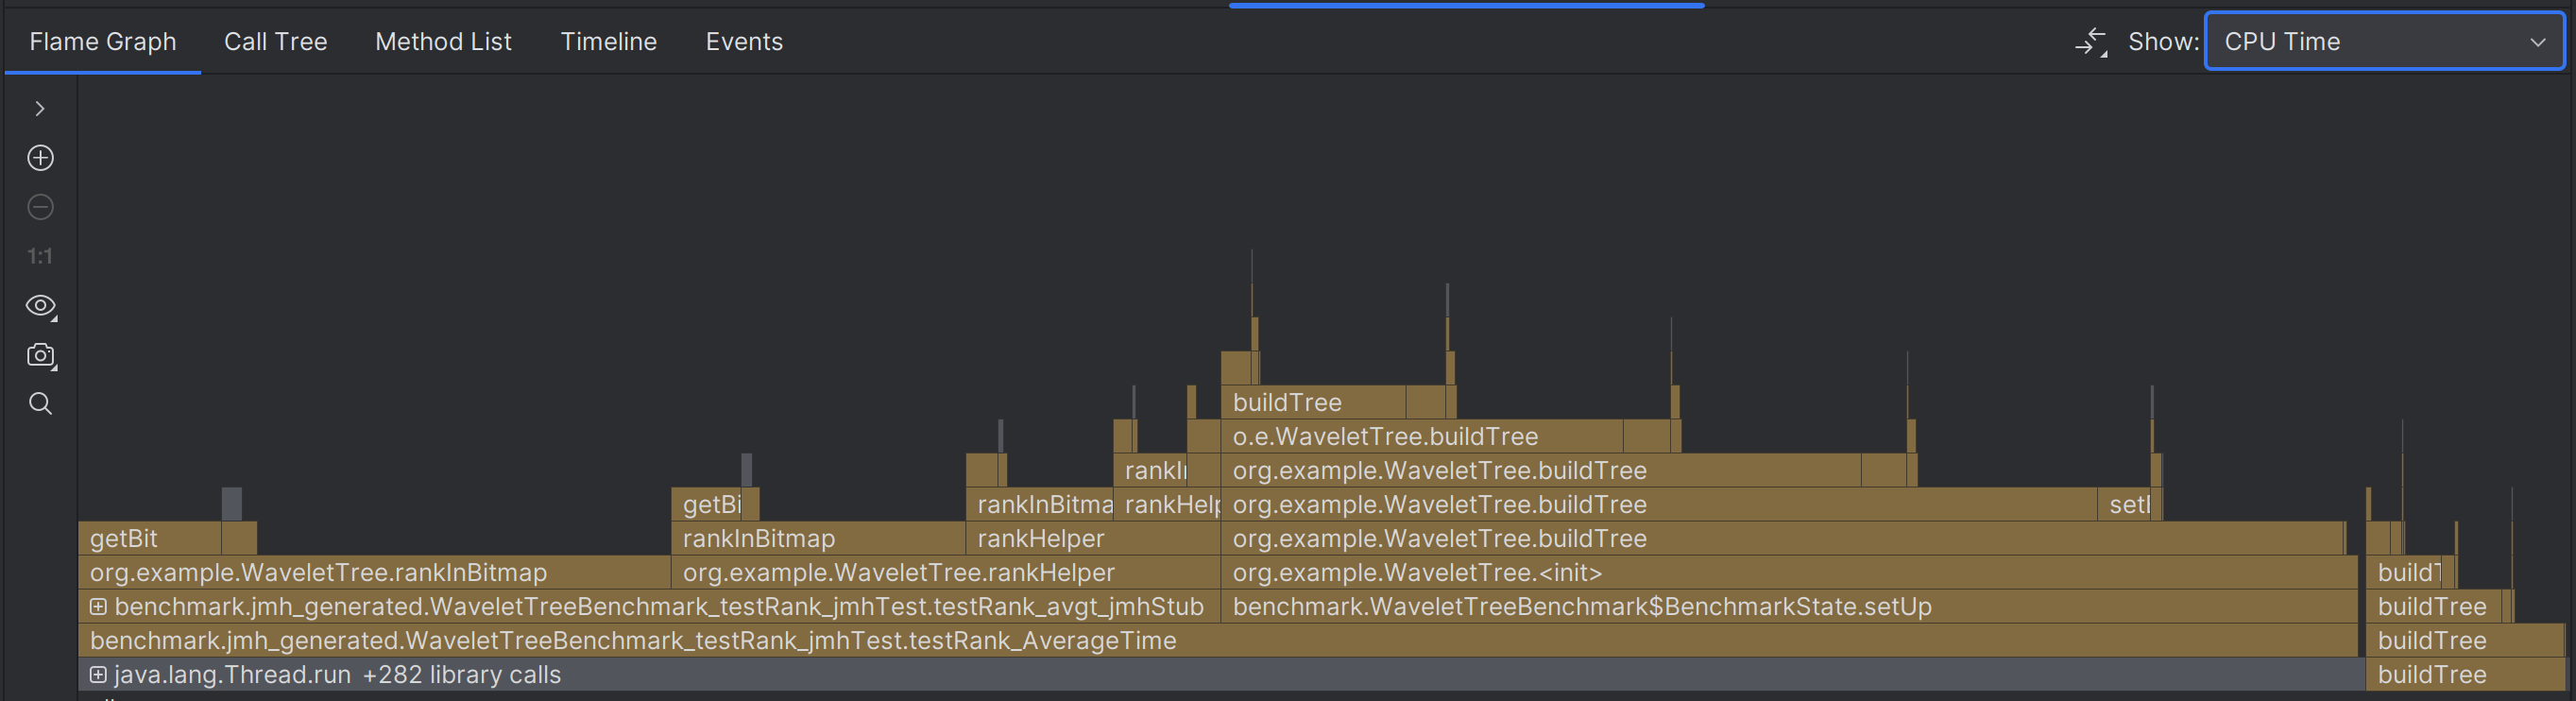 Flame Graph Call Tree Method List Timeline Events Show: CPU Time
1:1
buildTree
o.e.WaveletTree.buildTree
org.example.WaveletTree.buildTree
getBi rankInBitma rankHelp org.example.WaveletTree.buildTree
getBit rankInBitmap rankHelper org.example.WaveletTree.buildTree
org.example.WaveletTree.rankInBitmap org.example.WaveletTree.rankHelper org.example.WaveletTree.<init>
benchmark.jmh_generated.WaveletTreeBenchmark_testRank_jmhTest.testRank_avgt_jmhStub benchmark.WaveletTreeBenchmark$BenchmarkState.setUp buildTree
benchmark.jmh_generated.WaveletTreeBenchmark_testRank_jmhTest.testRank_AverageTime buildTree
java.lang.Thread.run +282 library calls buildTree